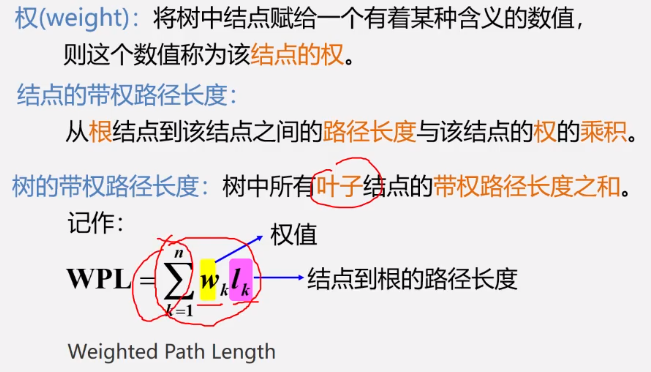 权(weight)：将树中结点赋给一个有着某种含义的数值，
则这个数值称为该结点的权。
结点的带权路径长度：
从根结点到该结点之间的路径长度与该结点的权的乘积。
树的带权路径长度：树中所有叶子结点的带权路径长度之和。
记作：
权值
WPL = \sum_{k=1}^{n} w_k l_k 结点到根的路径长度
Weighted Path Length